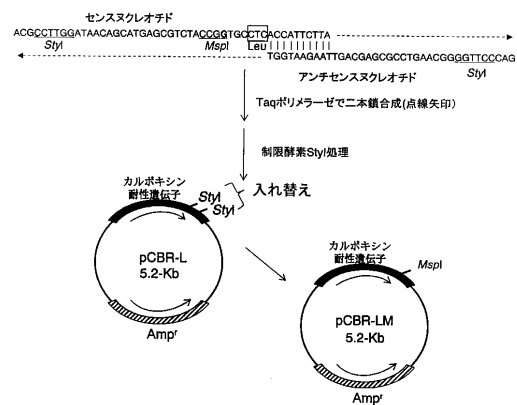 センスヌクレオチド
ACGCCTTGGATAACAGCATGAGCGTCTACCGGGTGCCTCACCATTCTTA
StyI MspI Leu
TGGTAAGAATTGACGAGCGCCTGAACGGGGTTCCCAG
アンチセンスヌクレオチド StyI
Taqポリメラーゼで二本鎖合成(点線矢印)
制限酵素StyI処理
カルボキシン
耐性遺伝子
StyI
StyI
入れ替え
pCBR-L
5.2-Kb
Ampr
カルボキシン
耐性遺伝子
MspI
pCBR-LM
5.2-Kb
Ampr